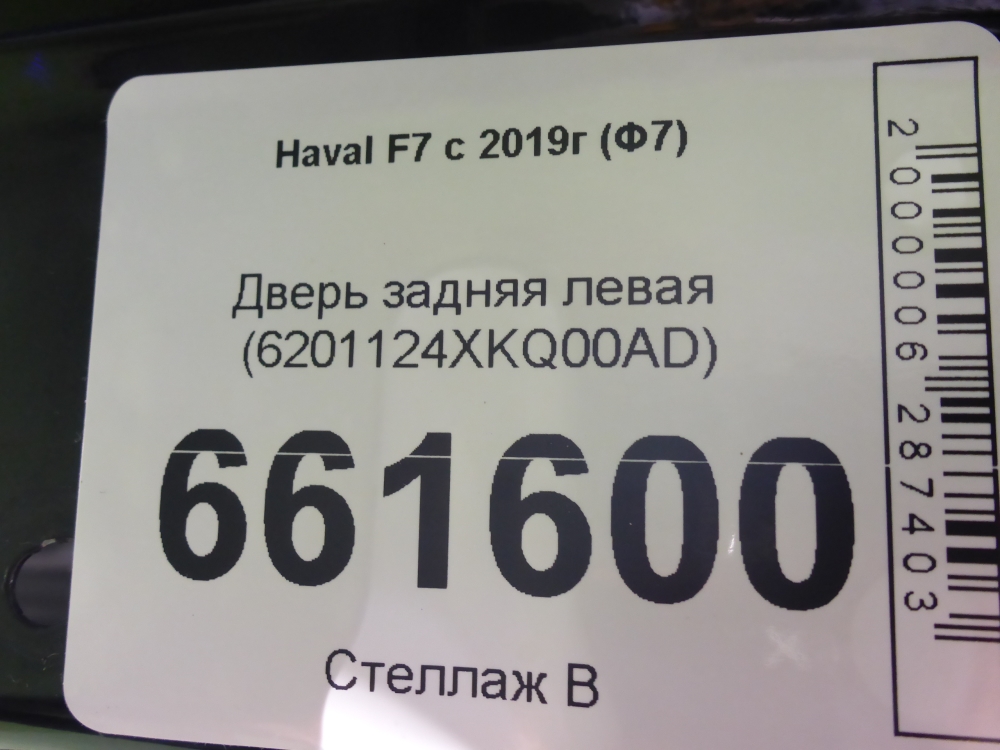 Haval F7 с 2019г (Ф7)
Дверь задняя левая
(6201124XKQ00AD)
661600
Стеллаж В
2000006287403